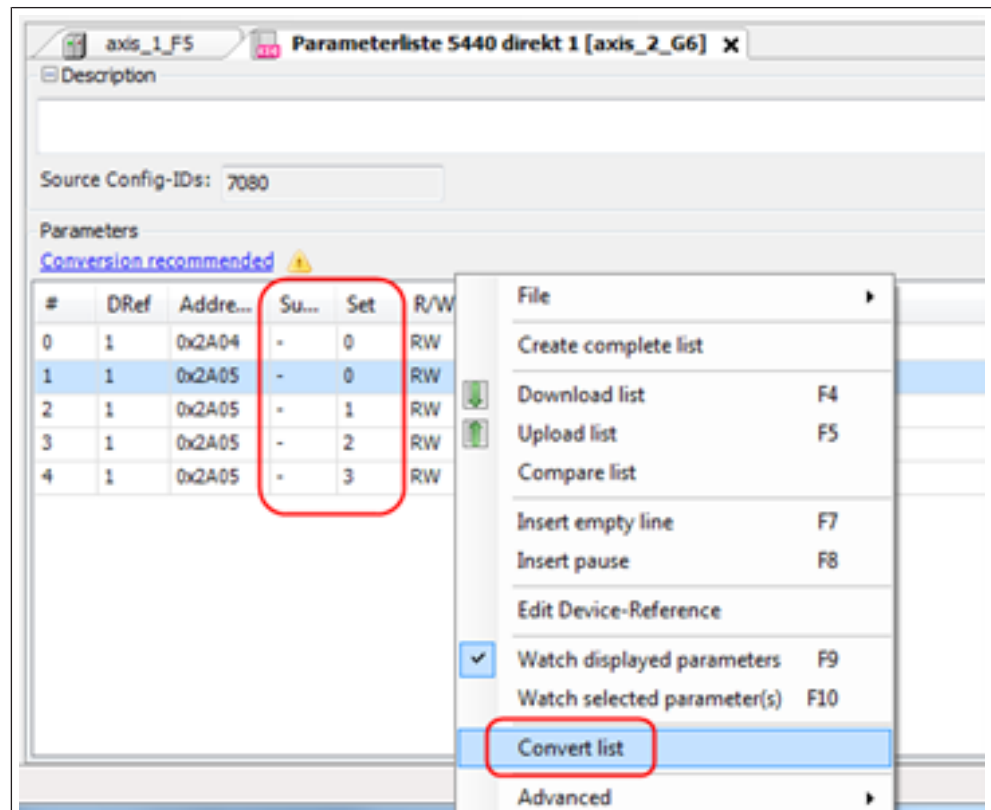 axis_1_F5 Parameterliste 5440 direkt 1 [axis_2_G6] x
Description
Source Config-IDs: 7080
Parameters
Conversion recommended
# DRef Addre... Su... Set R/W
0 1 0x2A04 - 0 RW
1 1 0x2A05 - 0 RW
2 1 0x2A05 - 1 RW
3 1 0x2A05 - 2 RW
4 1 0x2A05 - 3 RW
File
Create complete list
Download list F4
Upload list F5
Compare list
Insert empty line F7
Insert pause F8
Edit Device-Reference
Watch displayed parameters F9
Watch selected parameter(s) F10
Convert list
Advanced